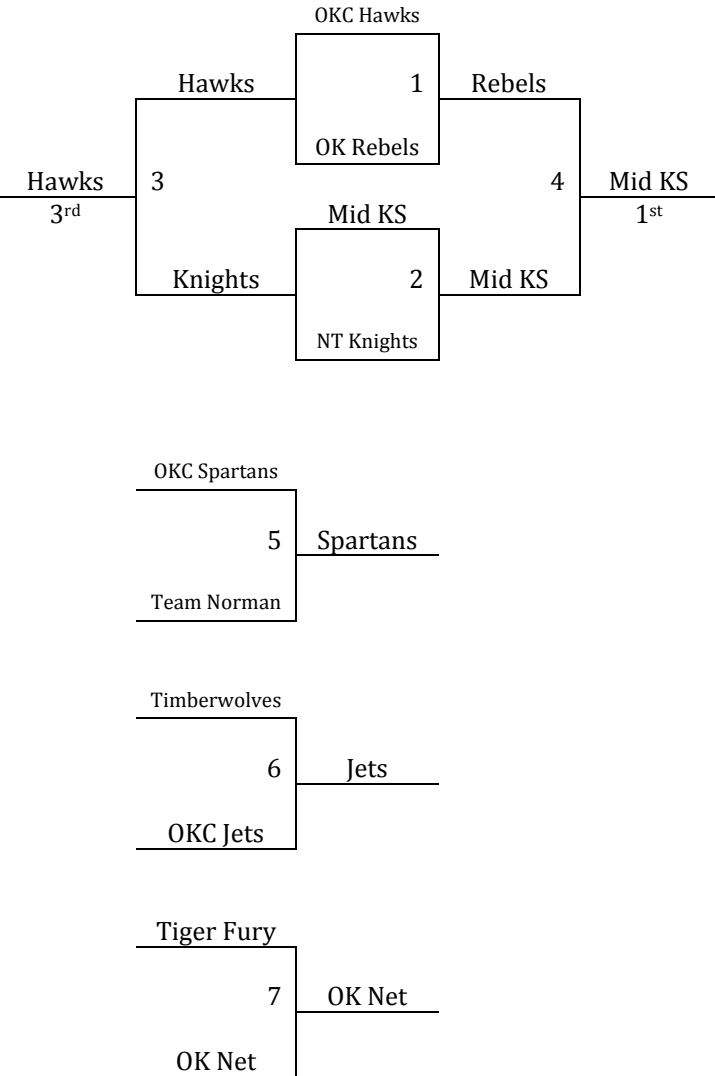 OKC Hawks
Hawks 1 Rebels
OK Rebels
Hawks 3 4 Mid KS
3rd Mid KS 1st
Knights 2 Mid KS
NT Knights
OKC Spartans
5 Spartans
Team Norman
Timberwolves
6 Jets
OKC Jets
Tiger Fury
7 OK Net
OK Net